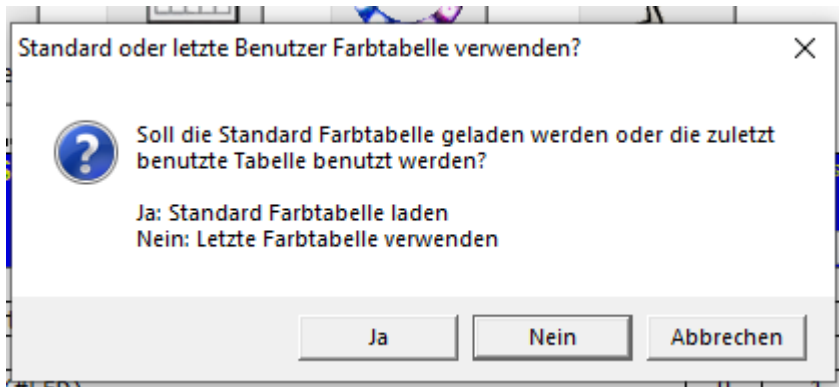 Standard oder letzte Benutzer Farbtabelle verwenden?
Soll die Standard Farbtabelle geladen werden oder die zuletzt
benutzte Tabelle benutzt werden?
Ja: Standard Farbtabelle laden
Nein: Letzte Farbtabelle verwenden
Ja
Nein
Abbrechen